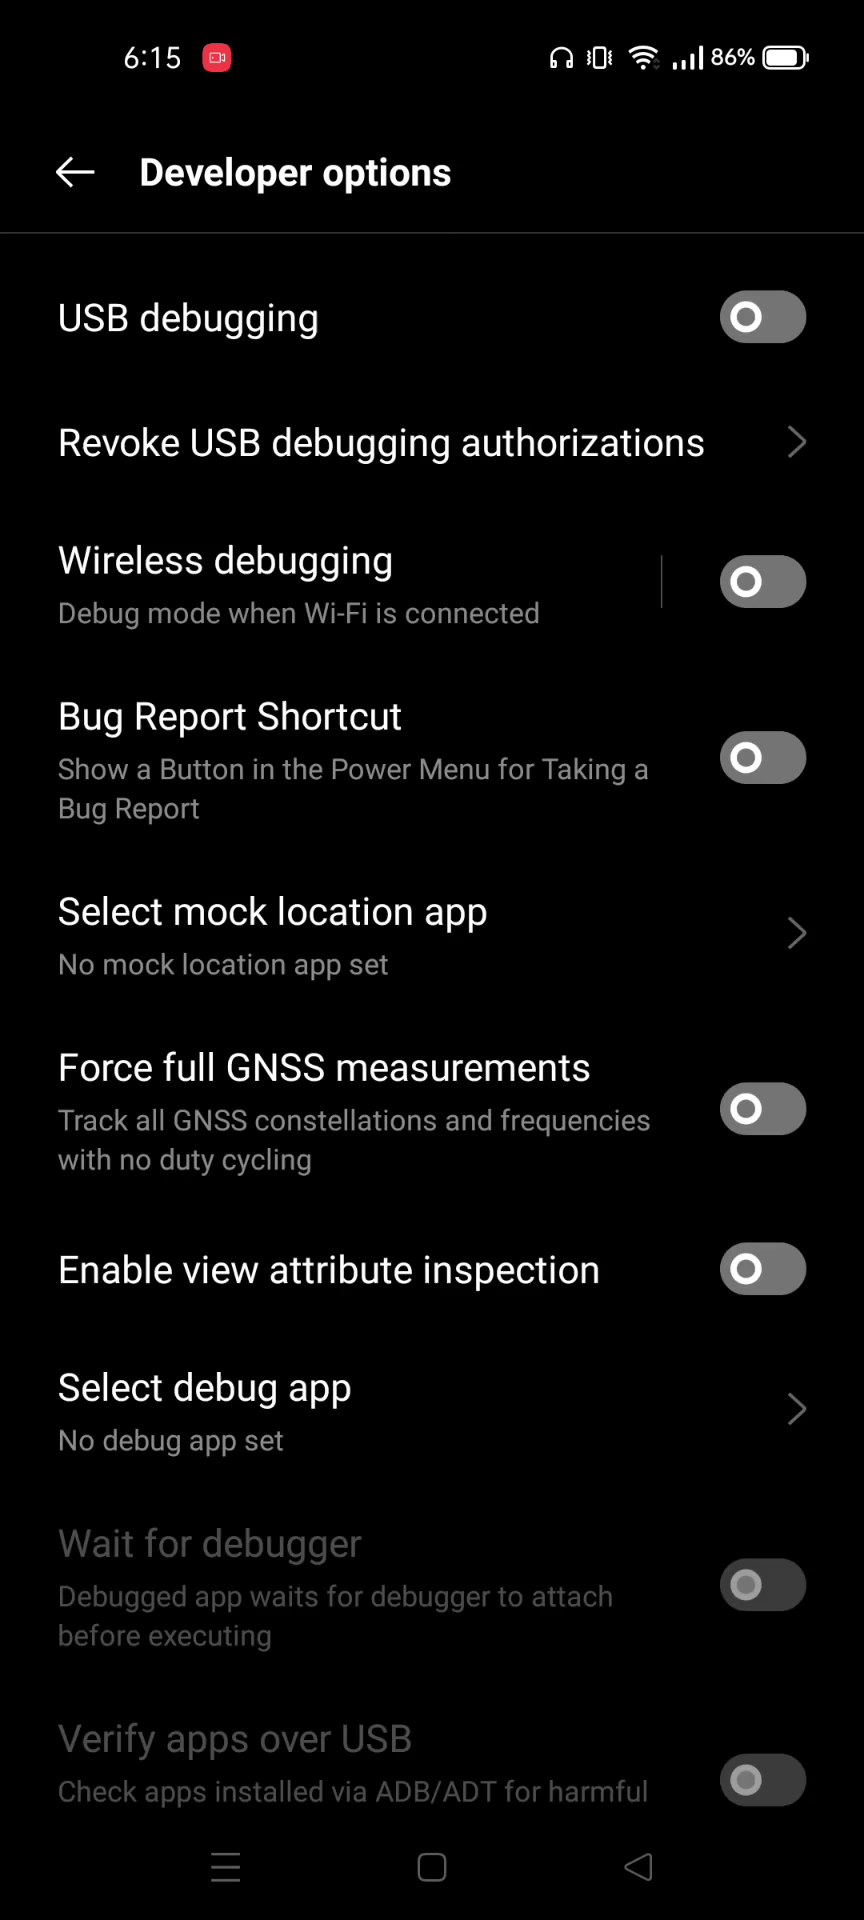 6:15
86%
Developer options
USB debugging
Revoke USB debugging authorizations
Wireless debugging
Debug mode when Wi-Fi is connected
Bug Report Shortcut
Show a Button in the Power Menu for Taking a
Bug Report
Select mock location app
No mock location app set
Force full GNSS measurements
Track all GNSS constellations and frequencies
with no duty cycling
Enable view attribute inspection
Select debug app
No debug app set
Wait for debugger
Debugged app waits for debugger to attach
before executing
Verify apps over USB
Check apps installed via ADB/ADT for harmful